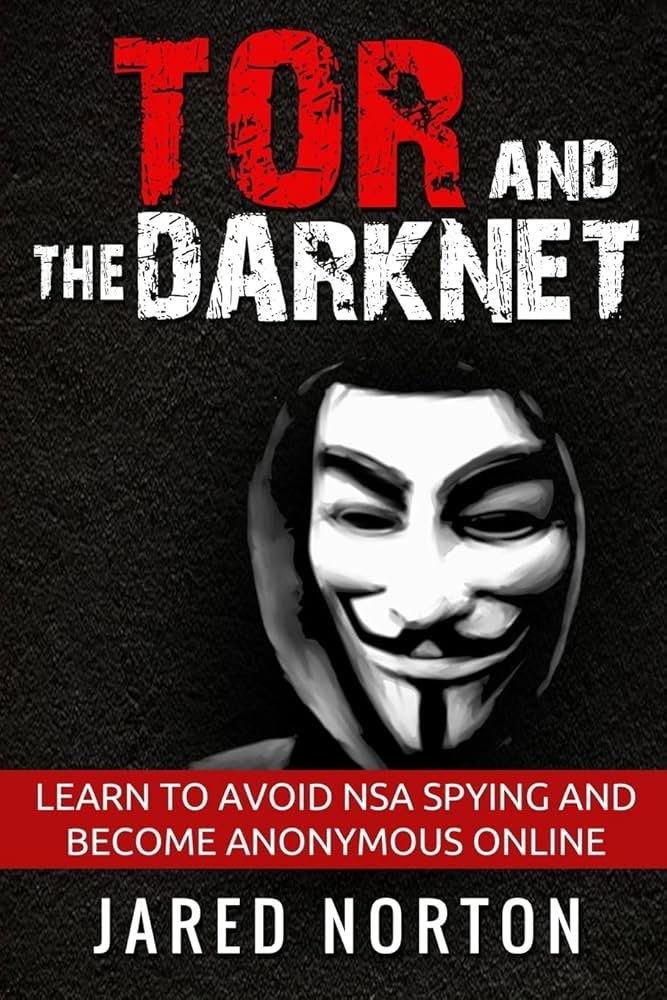 TOR AND
THE DARKNET
LEARN TO AVOID NSA SPYING AND
BECOME ANONYMOUS ONLINE
JARED NORTON